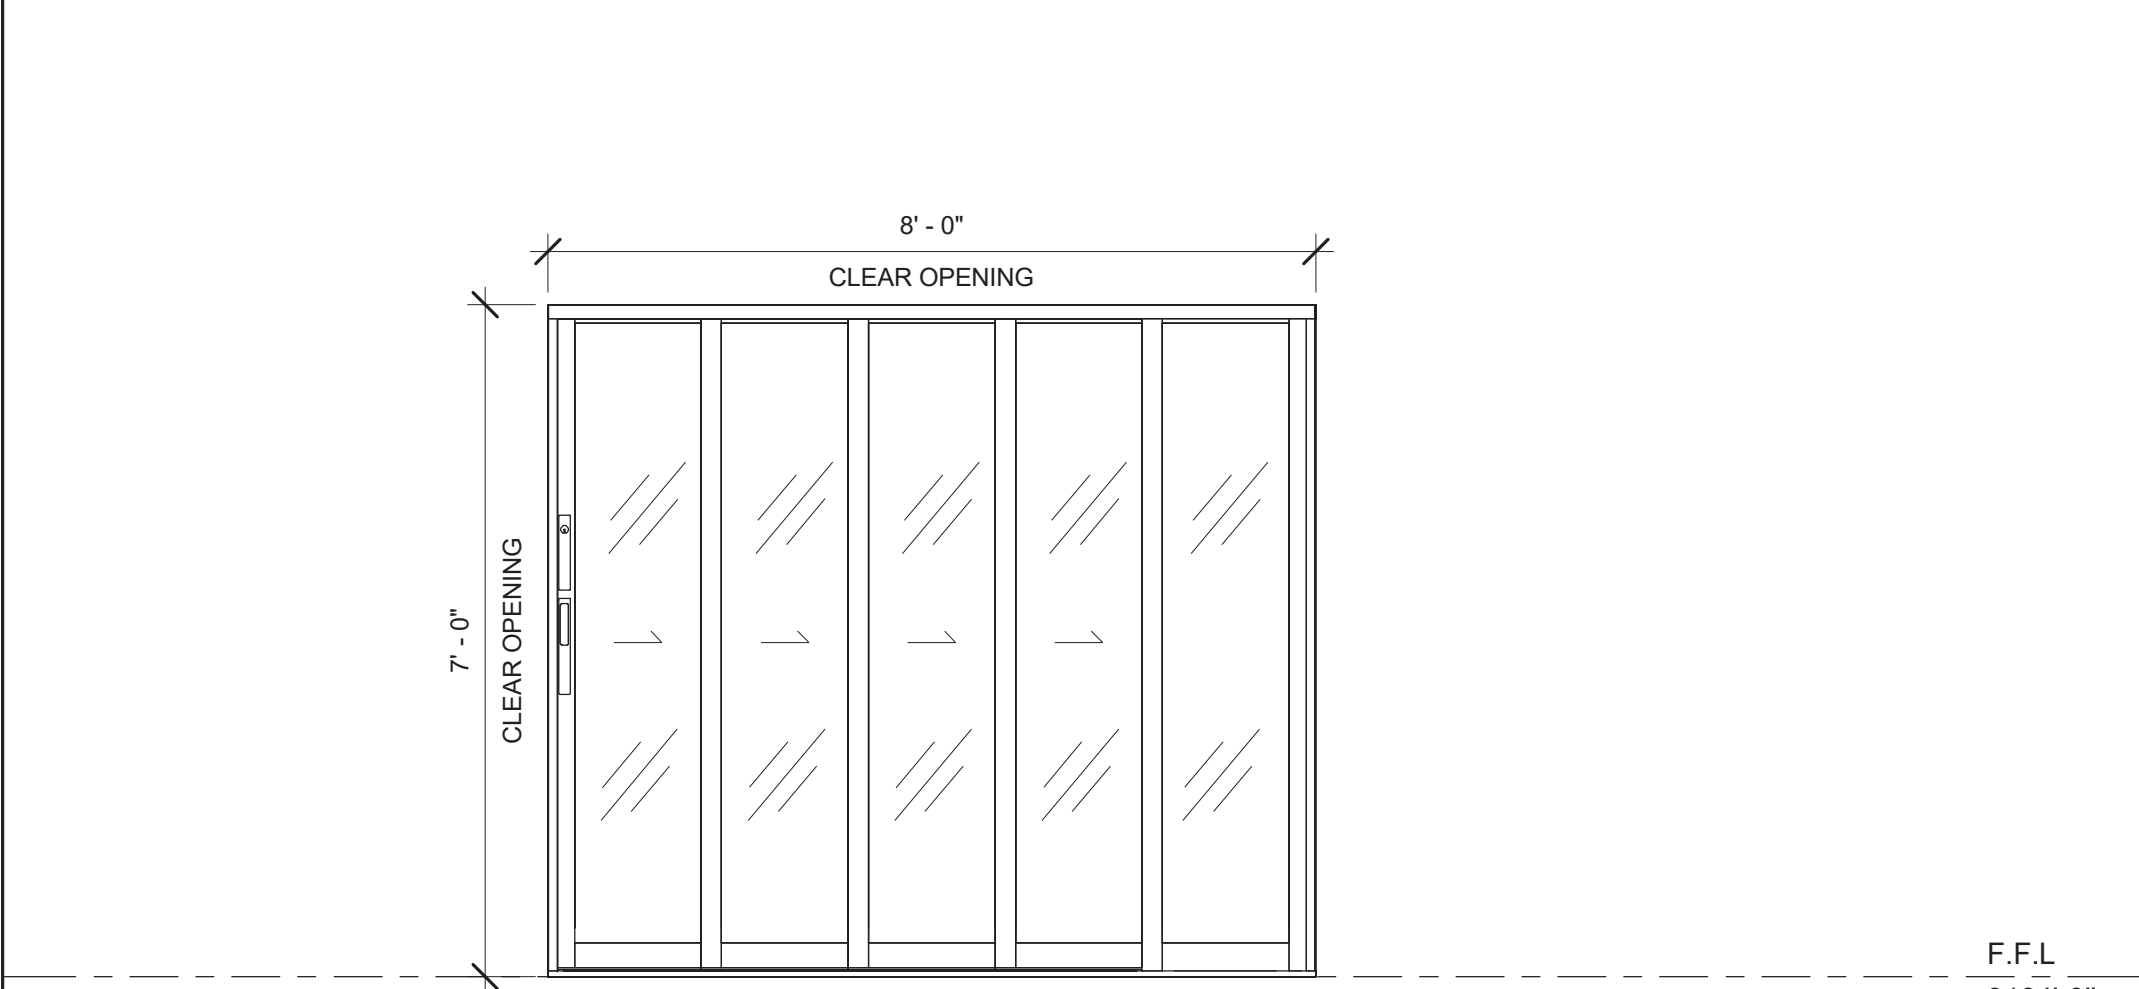 8' - 0"
CLEAR OPENING
7' - 0"
CLEAR OPENING
F.F.L